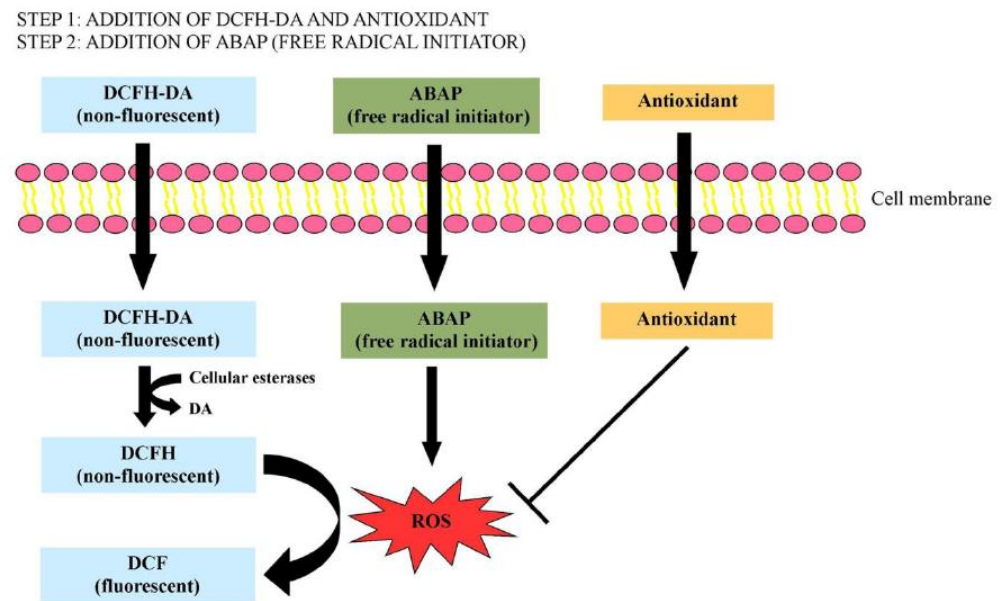 STEP 1: ADDITION OF DCFH-DA AND ANTIOXIDANT
STEP 2: ADDITION OF ABAP (FREE RADICAL INITIATOR)
DCFH-DA
(non-fluorescent)
ABAP
(free radical initiator)
Antioxidant
Cell membrane
DCFH-DA
(non-fluorescent)
ABAP
(free radical initiator)
Antioxidant
Cellular esterases
DA
DCFH
(non-fluorescent)
ROS
DCF
(fluorescent)